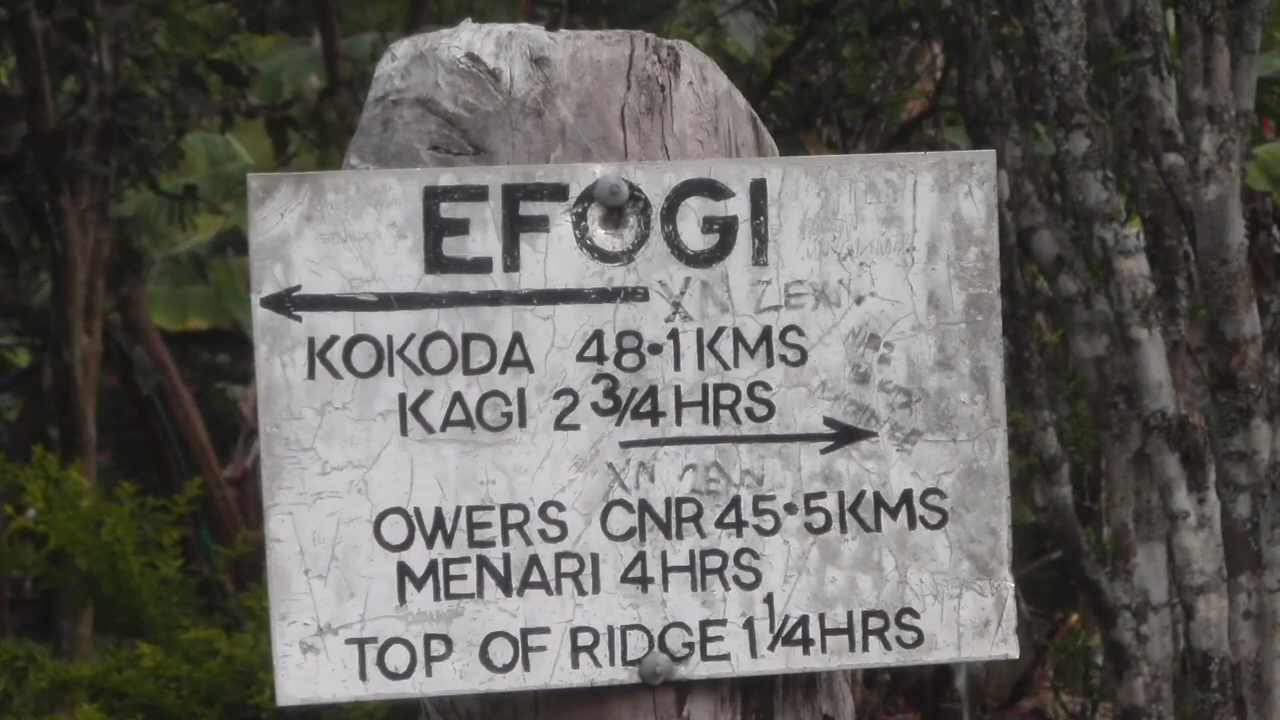 EFOGI
KOKODA 48·1KMS
KAGI 2 3/4 HRS
OWERS CNR 45·5KMS
MENARI 4HRS
TOP OF RIDGE 1 1/4 HRS